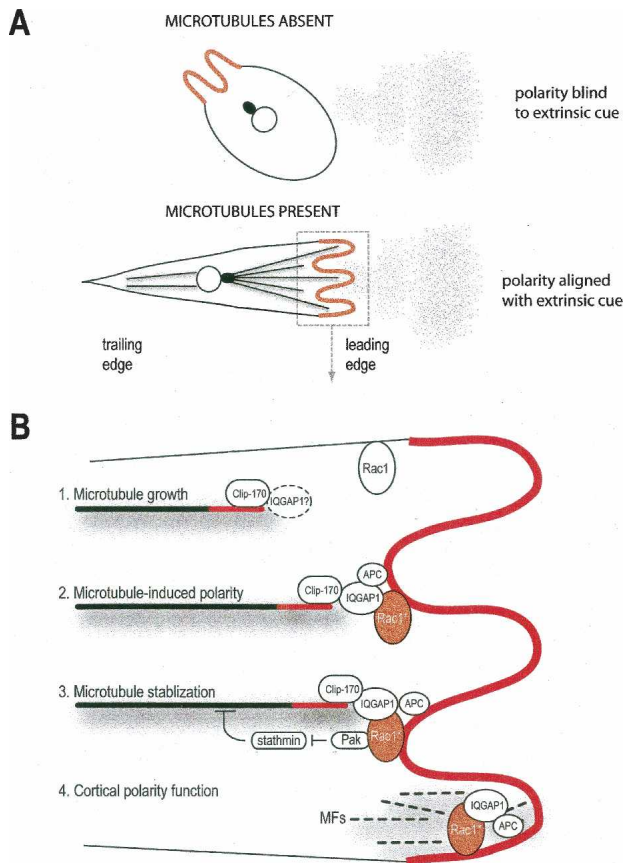 A
MICROTUBULES ABSENT
polarity blind
to extrinsic cue
MICROTUBULES PRESENT
polarity aligned
with extrinsic cue
trailing
edge
leading
edge
B
Rac1
1. Microtubule growth
Clip-170
IQGAP1?
2. Microtubule-induced polarity
Clip-170
APC
IQGAP1
Rac1*
3. Microtubule stablization
Clip-170
IQGAP1
APC
Rac1*
stathmin
Pak
4. Cortical polarity function
MFs
IQGAP1
Rac1*
APC